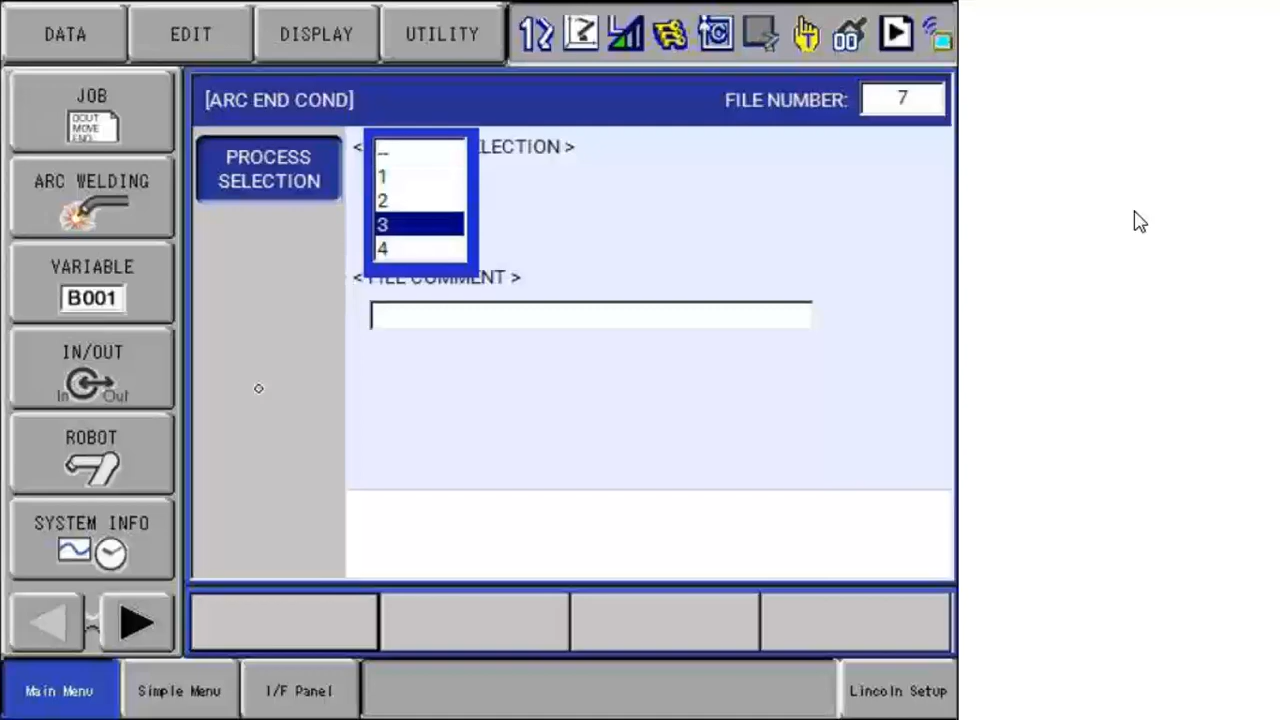 DATA
EDIT
DISPLAY
UTILITY
JOB
DOUT
MOVE
END
[ARC END COND]
FILE NUMBER:
7
PROCESS
SELECTION
< LECTION >
--
1
2
3
4
< FILE COMMENT >
ARC WELDING
VARIABLE
B001
IN/OUT
In
Out
ROBOT
SYSTEM INFO
Main Menu
Simple Menu
I/F Panel
Lincoln Setup